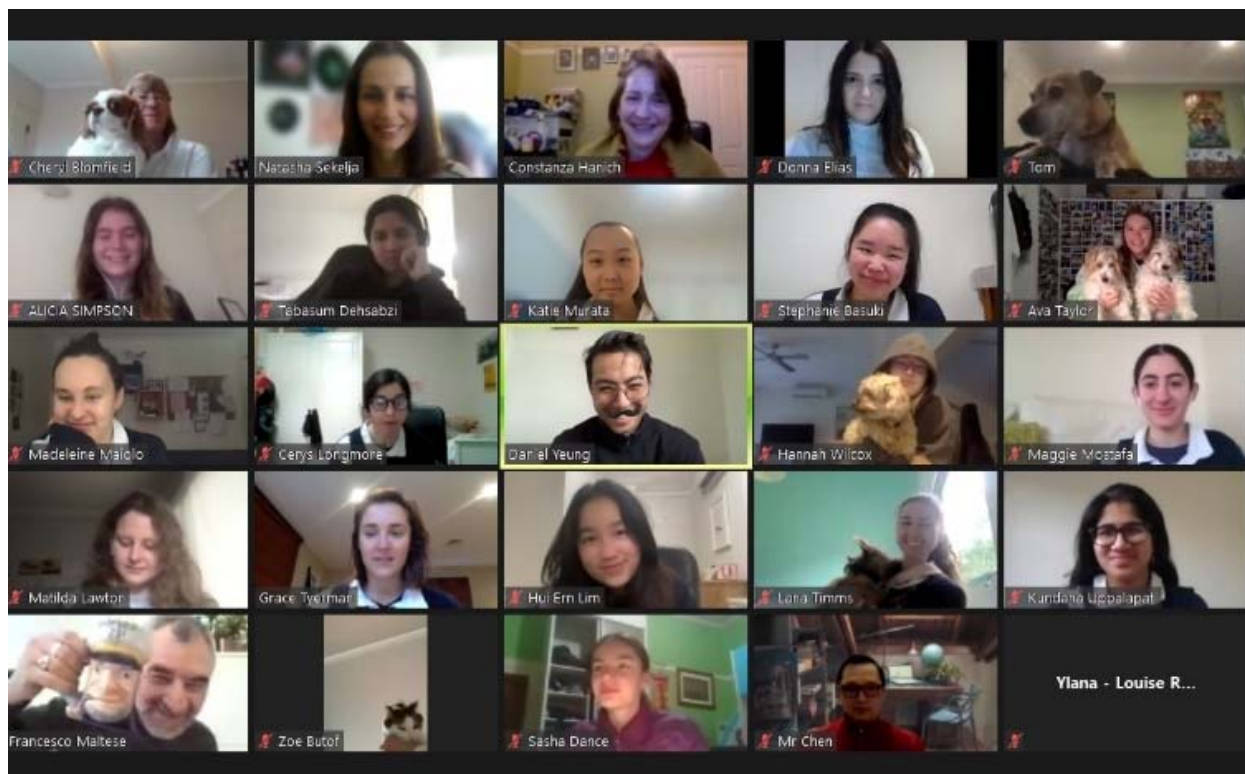 Cheryl Blomfield
Natasha Sekelja
Constanza Hanich
Donna Elias
Tom
ALICIA SIMPSON
Tabasum Dehsabzi
Katie Murata
Stephanie Basuki
Ava Taylor
Madeleine Maiolo
Cerys Longmore
Daniel Yeung
Hannah Wilcox
Maggie Mostafa
Matilda Lawton
Grace Tyerman
Hui Ern Lim
Lana Timms
Kundana Uppalapat
Francesco Maltese
Zoe Butof
Sasha Dance
Mr Chen
Ylana - Louise R...